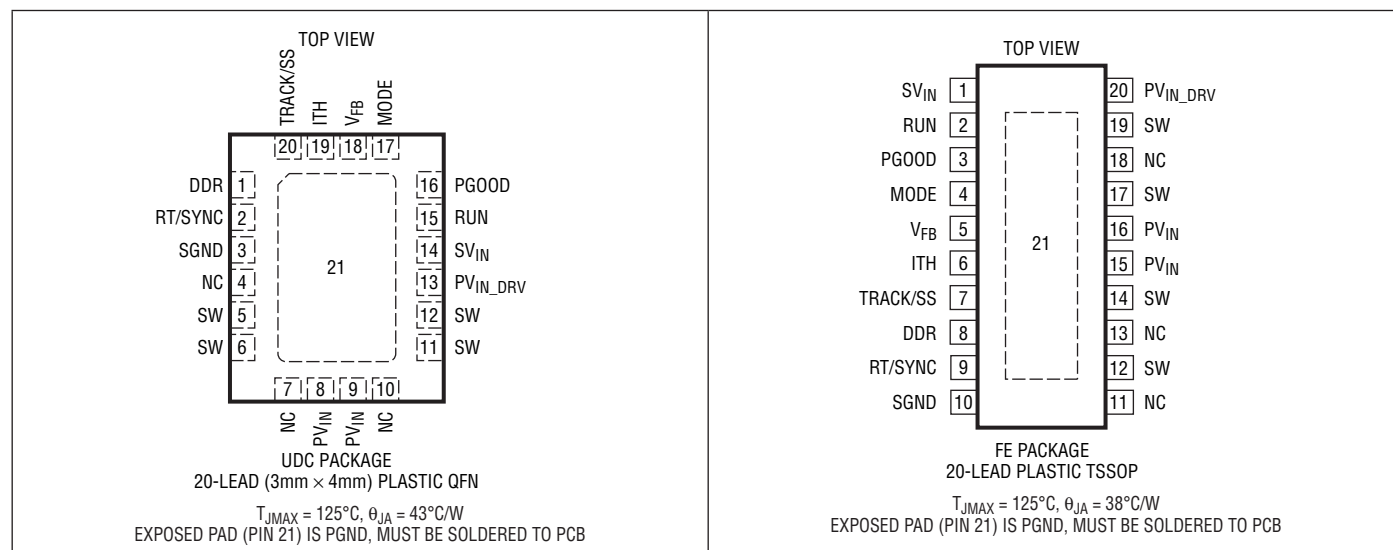 TOP VIEW
TRACK/SS
ITH
VFB
MODE
20 19 18 17
DDR 1
RT/SYNC 2
SGND 3
NC 4
SW 5
SW 6
21
16 PGOOD
15 RUN
14 SVIN
13 PVIN_DRV
12 SW
11 SW
7 8 9 10
NC
PVIN
PVIN
NC
UDC PACKAGE
20-LEAD (3mm × 4mm) PLASTIC QFN
TJMAX = 125°C, θJA = 43°C/W
EXPOSED PAD (PIN 21) IS PGND, MUST BE SOLDERED TO PCB
TOP VIEW
SVIN 1
RUN 2
PGOOD 3
MODE 4
VFB 5
ITH 6
TRACK/SS 7
DDR 8
RT/SYNC 9
SGND 10
21
20 PVIN_DRV
19 SW
18 NC
17 SW
16 PVIN
15 PVIN
14 SW
13 NC
12 SW
11 NC
FE PACKAGE
20-LEAD PLASTIC TSSOP
TJMAX = 125°C, θJA = 38°C/W
EXPOSED PAD (PIN 21) IS PGND, MUST BE SOLDERED TO PCB